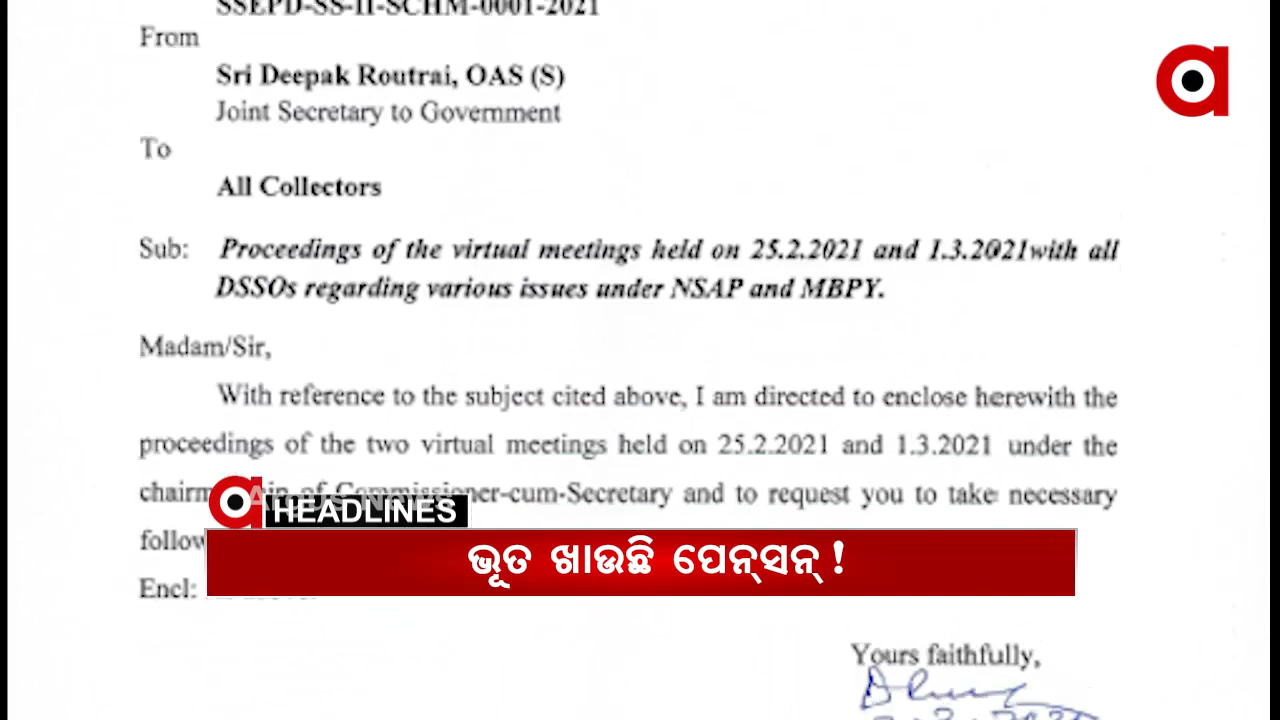 SSEPD-SS-II-SCHM-0001-2021
From
Sri Deepak Routrai, OAS (S)
Joint Secretary to Government
To
All Collectors
Sub: Proceedings of the virtual meetings held on 25.2.2021 and 1.3.2021with all
DSSOs regarding various issues under NSAP and MBPY.
Madam/Sir,
With reference to the subject cited above, I am directed to enclose herewith the
proceedings of the two virtual meetings held on 25.2.2021 and 1.3.2021 under the
of Commissioner-cum-Secretary and to request you to take necessary
HEADLINES
ଭୂତ ଖାଉଛି ପେନ୍‌ସନ୍ !
Encl:
Yours faithfully,